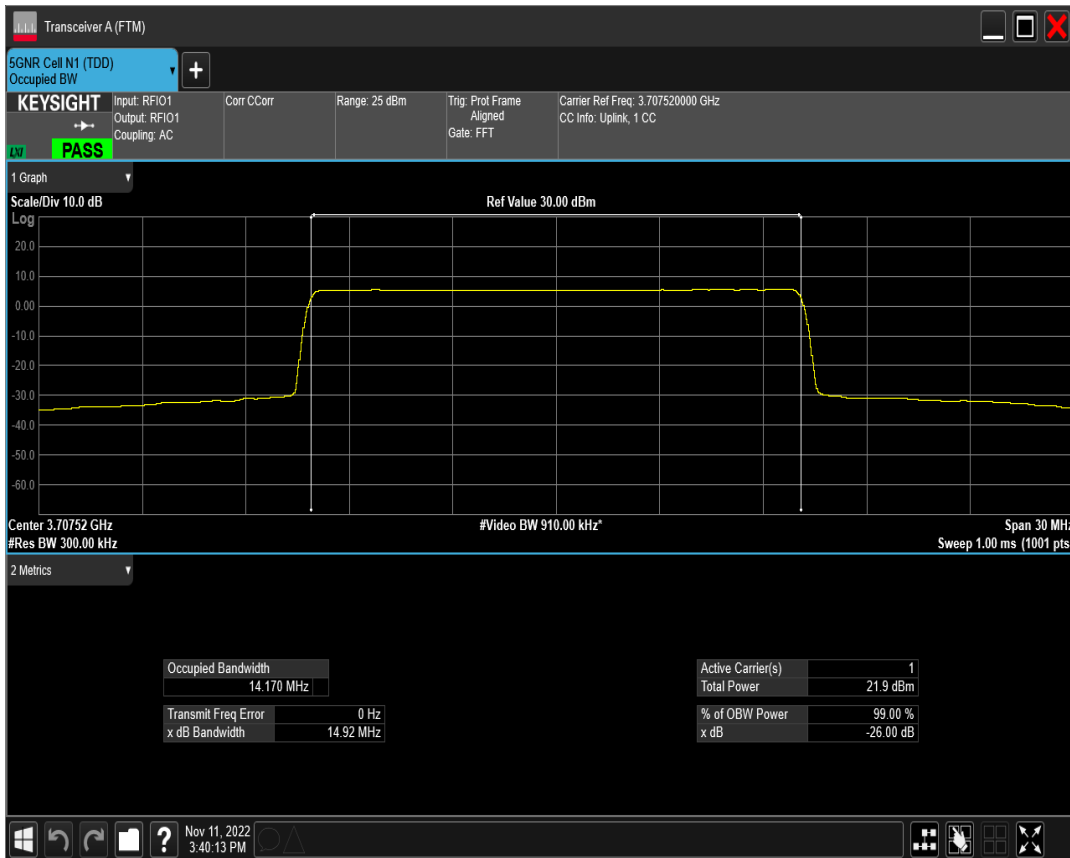 Transceiver A (FTM)
5GNR Cell N1 (TDD)
Occupied BW
+
KEYSIGHT
LXI
PASS
Input: RFIO1
Output: RFIO1
Coupling: AC
Corr CCorr
Range: 25 dBm
Trig: Prot Frame
Aligned
Gate: FFT
Carrier Ref Freq: 3.707520000 GHz
CC Info: Uplink, 1 CC
1 Graph
Scale/Div 10.0 dB
Ref Value 30.00 dBm
Log
20.0
10.0
0.00
-10.0
-20.0
-30.0
-40.0
-50.0
-60.0
Center 3.70752 GHz
#Video BW 910.00 kHz*
Span 30 MHz
#Res BW 300.00 kHz
Sweep 1.00 ms (1001 pts
2 Metrics
Occupied Bandwidth
14.170 MHz
Transmit Freq Error 0 Hz
x dB Bandwidth 14.92 MHz
Active Carrier(s) 1
Total Power 21.9 dBm
% of OBW Power 99.00 %
x dB -26.00 dB
?
Nov 11, 2022
3:40:13 PM